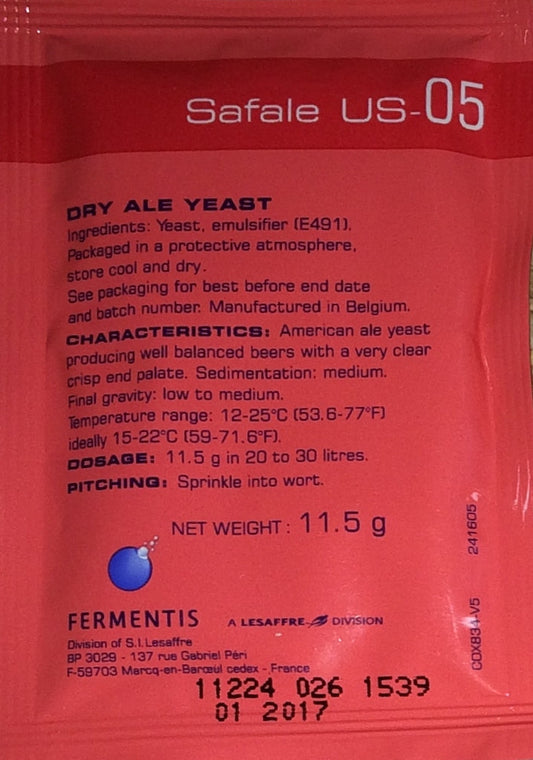 Safale US-05
DRY ALE YEAST
Ingredients: Yeast, emulsifier (E491).
Packaged in a protective atmosphere,
store cool and dry.
See packaging for best before end date
and batch number. Manufactured in Belgium.
CHARACTERISTICS: American ale yeast
producing well balanced beers with a very clear
crisp end palate. Sedimentation: medium.
Final gravity: low to medium.
Temperature range: 12-25°C (53.6-77°F)
ideally 15-22°C (59-71.6°F).
DOSAGE: 11.5 g in 20 to 30 litres.
PITCHING: Sprinkle into wort.
NET WEIGHT: 11.5 g
FERMENTIS
A LESAFFRE DIVISION
Division of S.I.Lesaffre
BP 3029 - 137 rue Gabriel Péri
F-59703 Marcq-en-Barœul cedex - France
11224 026 1539
01 2017
CDX834-V5 241605